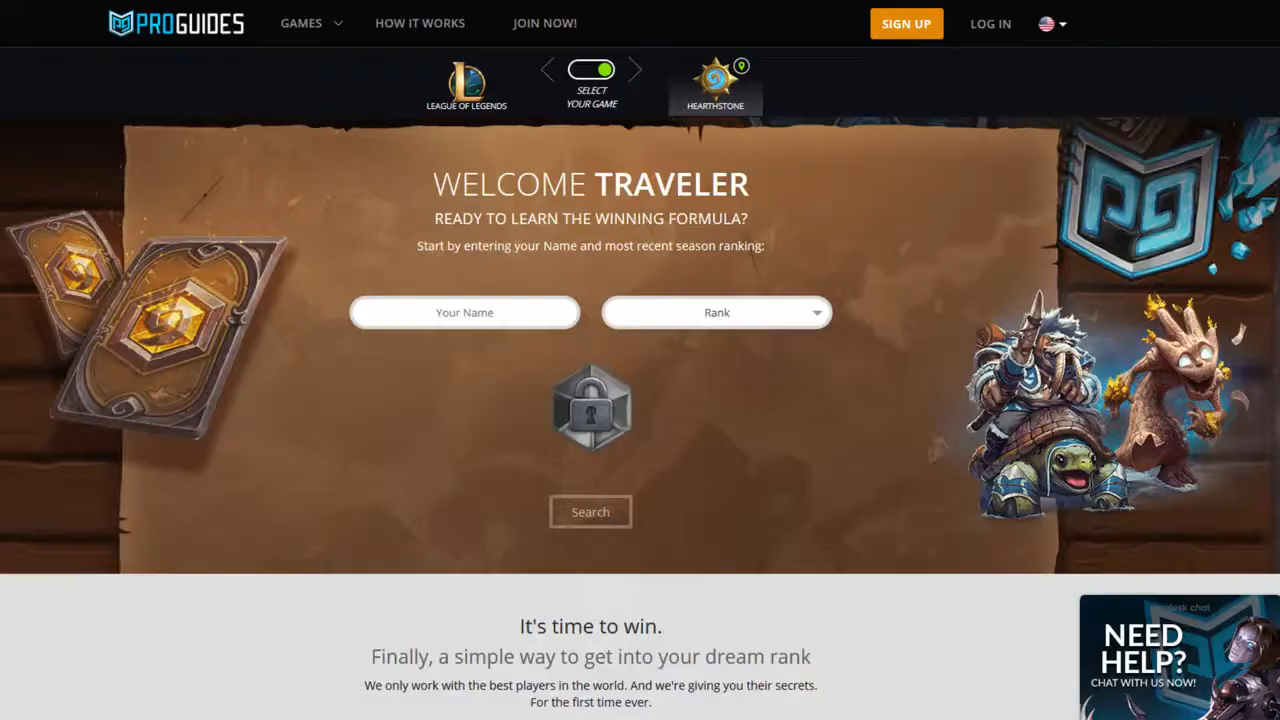 PROGUIDES
GAMES
HOW IT WORKS
JOIN NOW!
SIGN UP
LOG IN
LEAGUE OF LEGENDS
SELECT
YOUR GAME
HEARTHSTONE
WELCOME TRAVELER
READY TO LEARN THE WINNING FORMULA?
Start by entering your Name and most recent season ranking:
Your Name
Rank
Search
It's time to win.
Finally, a simple way to get into your dream rank
We only work with the best players in the world. And we're giving you their secrets.
For the first time ever.
desk chat
NEED
HELP?
CHAT WITH US NOW!